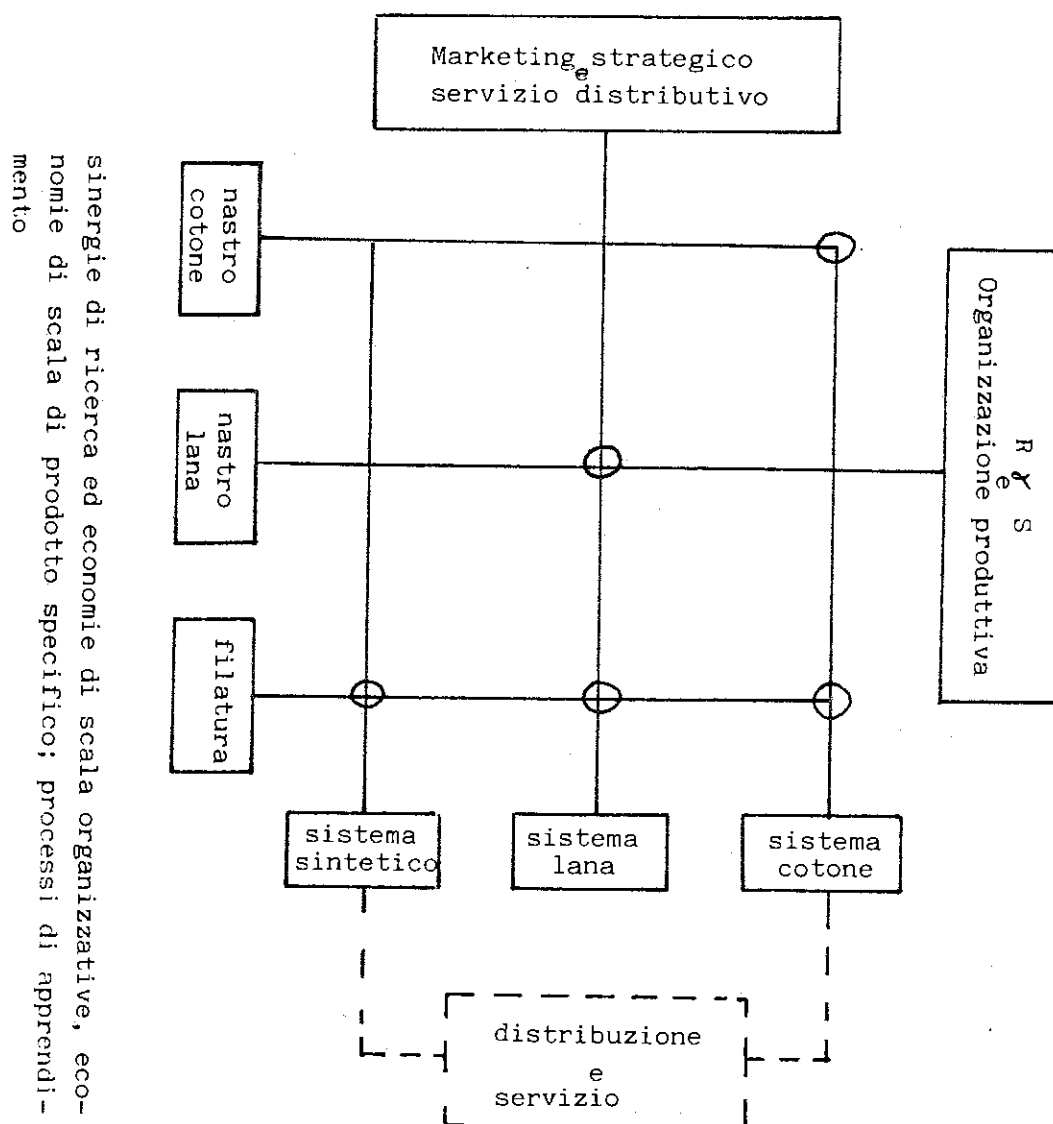 Marketing e strategico
servizio distributivo
nastro
cotone
nastro
lana
filatura
R & S
e
Organizzazione produttiva
sistema
sintetico
sistema
lana
sistema
cotone
distribuzione
e
servizio
sinergie di ricerca ed economie di scala organizzative, eco-
nomie di scala di prodotto specifico; processi di apprendi-
mento